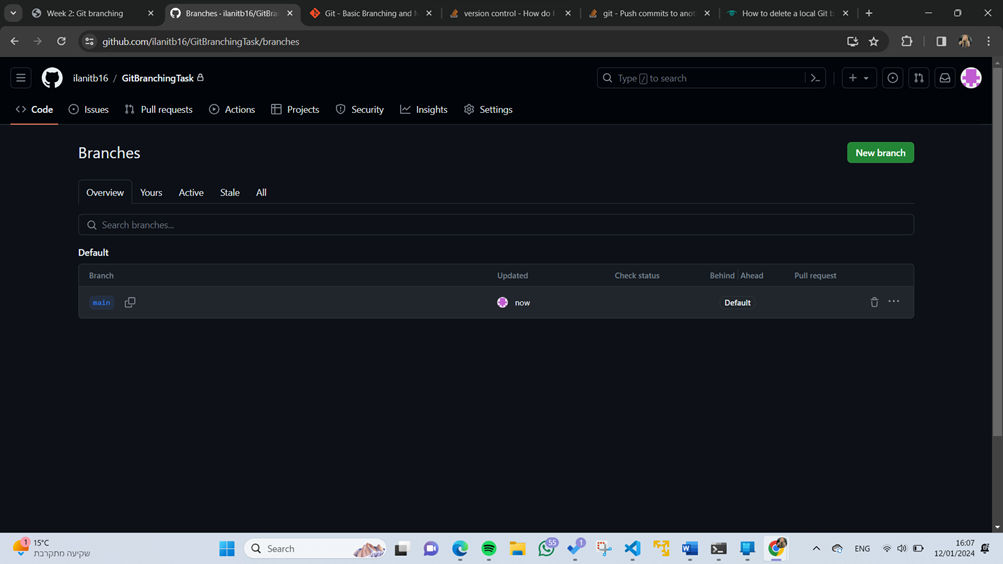 Week 2: Git branching
Branches · ilanitb16/GitBra
Git - Basic Branching and M
version control - How do I
git - Push commits to anot
How to delete a local Git b
github.com/ilanitb16/GitBranchingTask/branches
ilanitb16 / GitBranchingTask
Type / to search
Code
Issues
Pull requests
Actions
Projects
Security
Insights
Settings
Branches
New branch
Overview
Yours
Active
Stale
All
Search branches...
Default
Branch Updated Check status Behind Ahead Pull request
main now Default
1
15°C
שקיעה מתקרבת
Search
55
1
ENG
16:07
12/01/2024